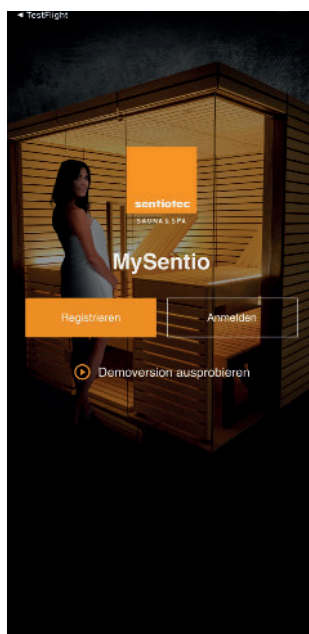 ◄ TestFlight
sentiotec
SAUNA & SPA
MySentio
Registrieren
Anmelden
Demoversion ausprobieren